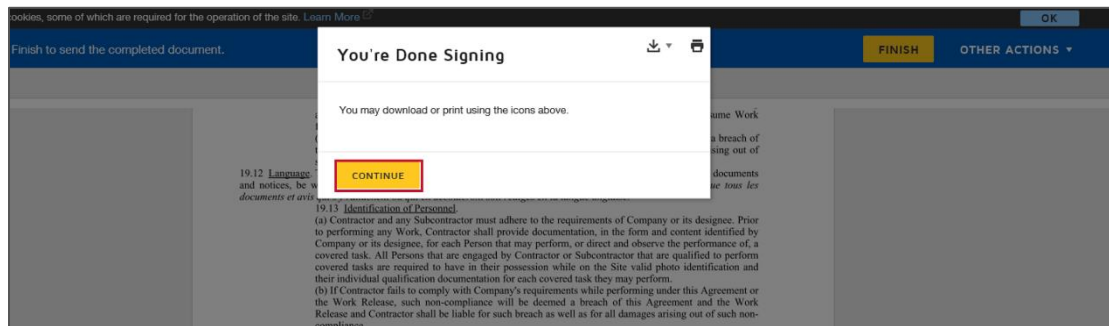 ookies, some of which are required for the operation of the site. Learn More
OK
Finish to send the completed document.
FINISH
OTHER ACTIONS
You're Done Signing
You may download or print using the icons above.
CONTINUE
ume Work
a breach of
sing out of
19.12 Language. documents
and notices, be w ue tous les
documents et avis
19.13 Identification of Personnel.
(a) Contractor and any Subcontractor must adhere to the requirements of Company or its designee. Prior
to performing any Work, Contractor shall provide documentation, in the form and content identified by
Company or its designee, for each Person that may perform, or direct and observe the performance of, a
covered task. All Persons that are engaged by Contractor or Subcontractor that are qualified to perform
covered tasks are required to have in their possession while on the Site valid photo identification and
their individual qualification documentation for each covered task they may perform.
(b) If Contractor fails to comply with Company's requirements while performing under this Agreement or
the Work Release, such non-compliance will be deemed a breach of this Agreement and the Work
Release and Contractor shall be liable for such breach as well as for all damages arising out of such non-
compliance.